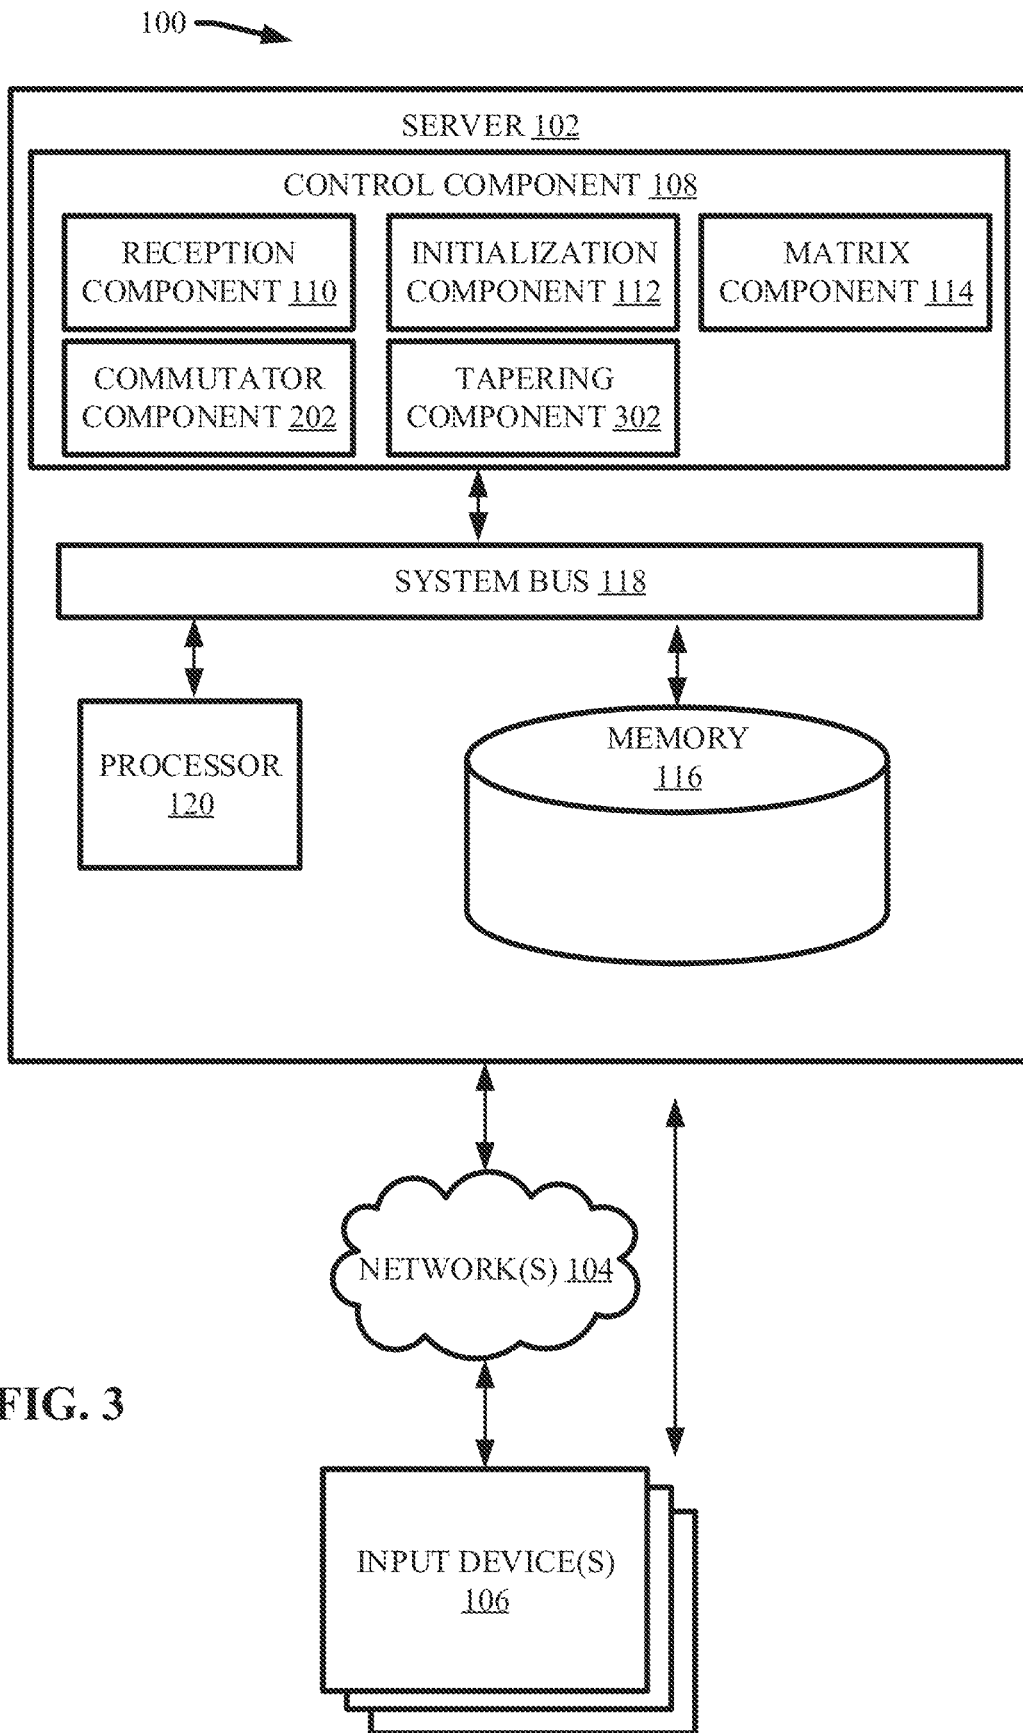 100
SERVER 102
CONTROL COMPONENT 108
RECEPTION
COMPONENT 110
INITIALIZATION
COMPONENT 112
MATRIX
COMPONENT 114
COMMUTATOR
COMPONENT 202
TAPERING
COMPONENT 302
SYSTEM BUS 118
PROCESSOR
120
MEMORY
116
NETWORK(S) 104
FIG. 3
INPUT DEVICE(S)
106